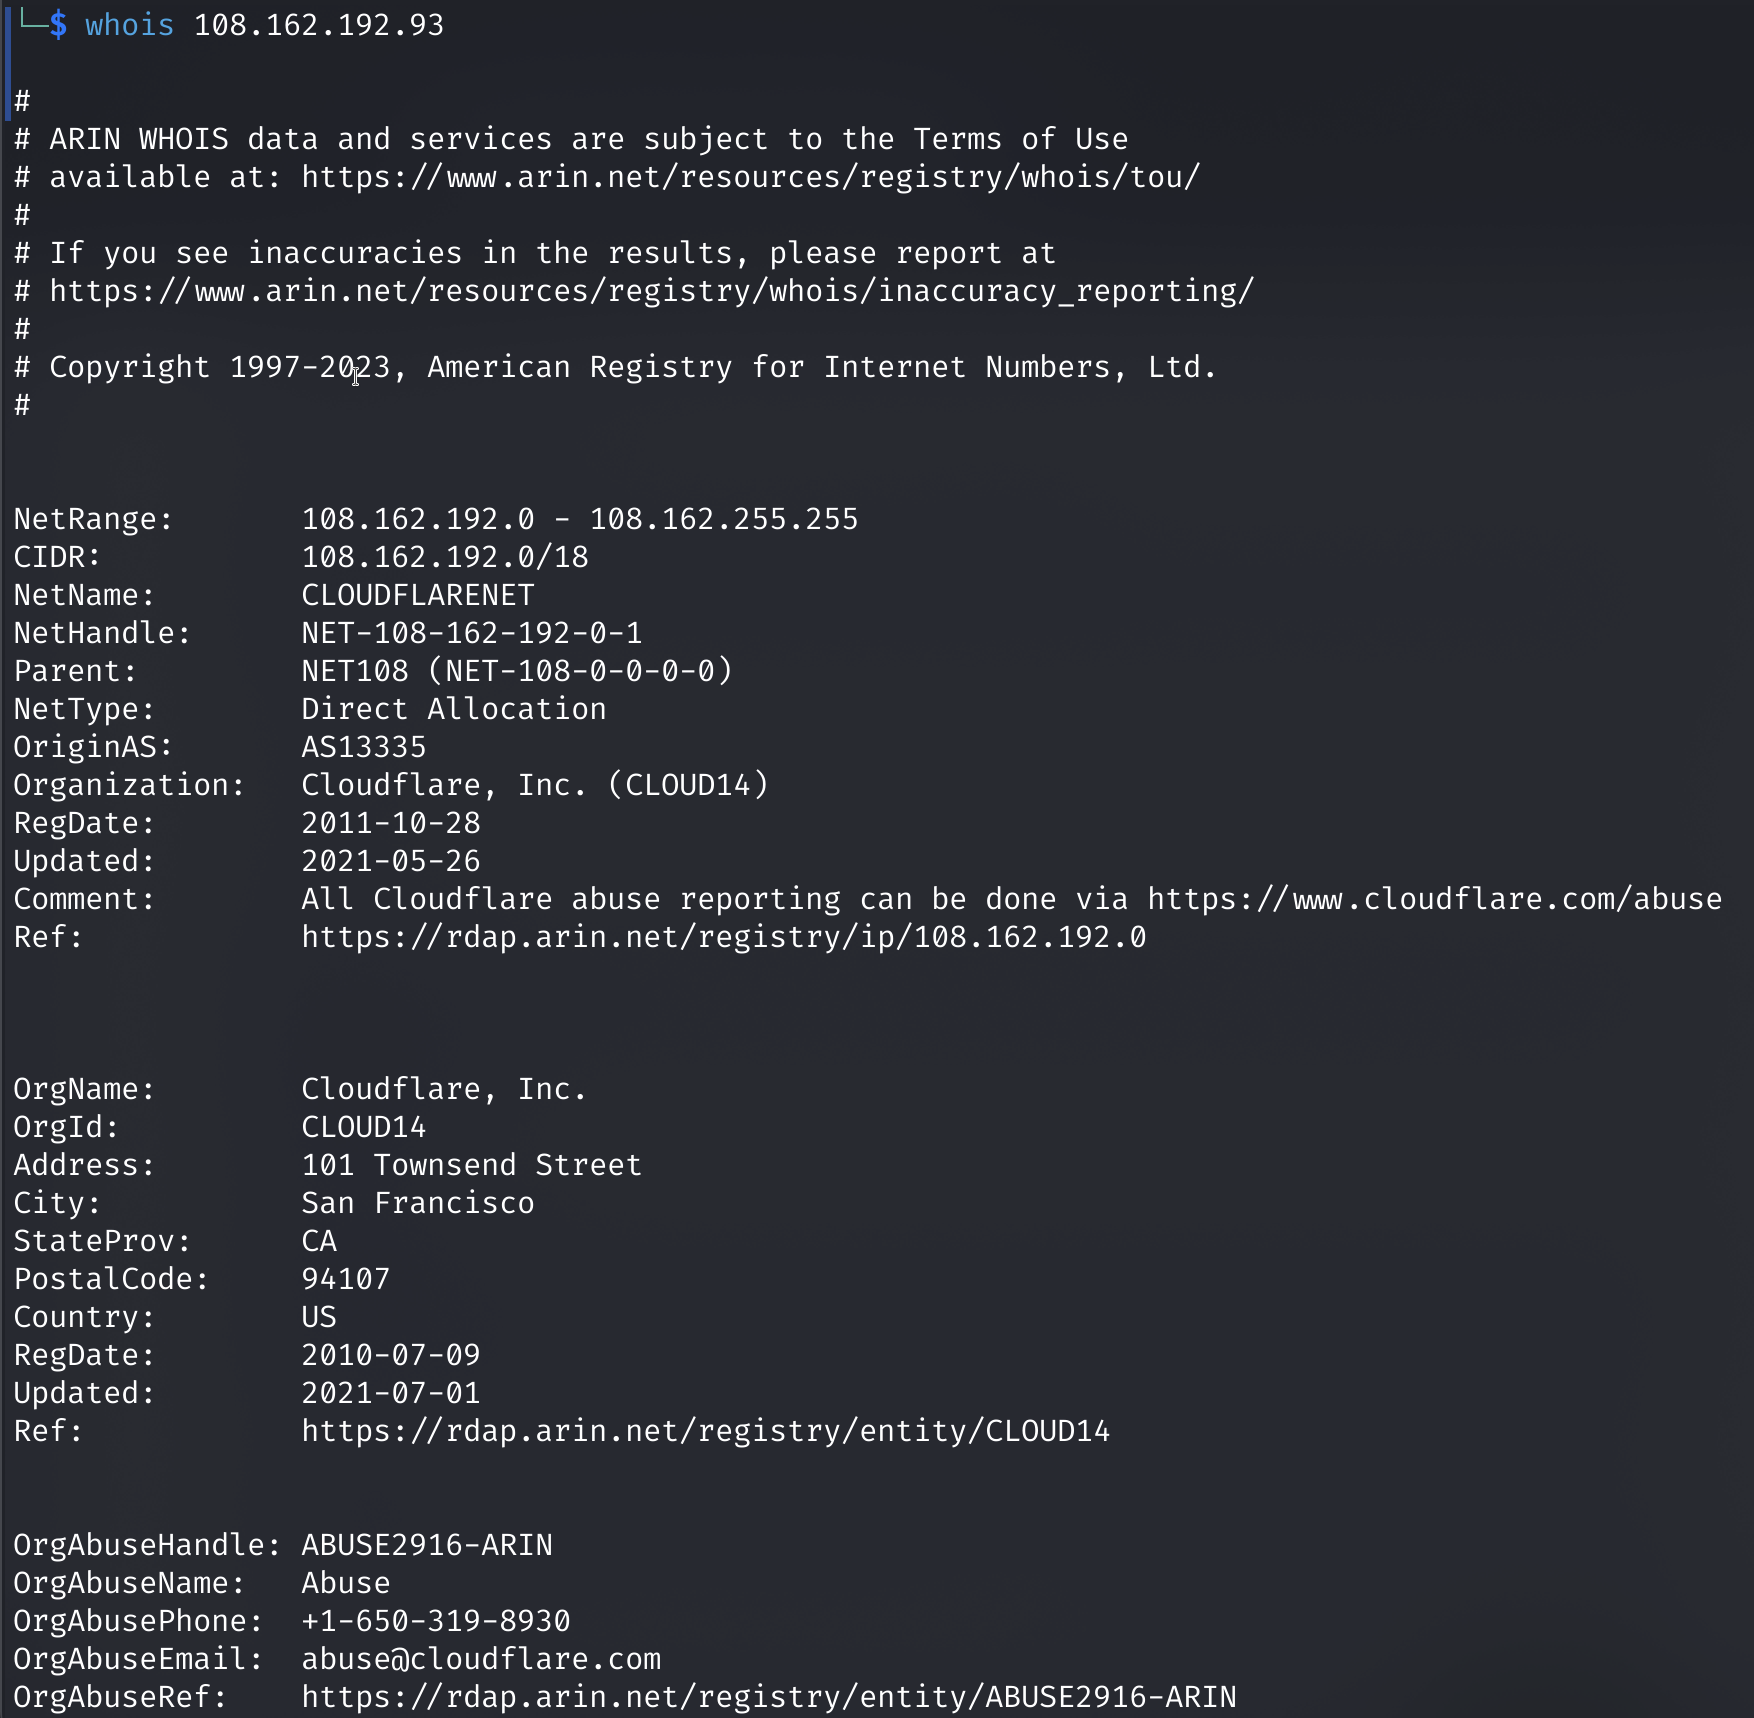 └─$ whois 108.162.192.93
#
# ARIN WHOIS data and services are subject to the Terms of Use
# available at: https://www.arin.net/resources/registry/whois/tou/
#
# If you see inaccuracies in the results, please report at
# https://www.arin.net/resources/registry/whois/inaccuracy_reporting/
#
# Copyright 1997-2023, American Registry for Internet Numbers, Ltd.
#
NetRange:       108.162.192.0 - 108.162.255.255
CIDR:           108.162.192.0/18
NetName:        CLOUDFLARENET
NetHandle:      NET-108-162-192-0-1
Parent:         NET108 (NET-108-0-0-0-0)
NetType:        Direct Allocation
OriginAS:       AS13335
Organization:   Cloudflare, Inc. (CLOUD14)
RegDate:        2011-10-28
Updated:        2021-05-26
Comment:        All Cloudflare abuse reporting can be done via https://www.cloudflare.com/abuse
Ref:            https://rdap.arin.net/registry/ip/108.162.192.0
OrgName:        Cloudflare, Inc.
OrgId:          CLOUD14
Address:        101 Townsend Street
City:           San Francisco
StateProv:      CA
PostalCode:     94107
Country:        US
RegDate:        2010-07-09
Updated:        2021-07-01
Ref:            https://rdap.arin.net/registry/entity/CLOUD14
OrgAbuseHandle: ABUSE2916-ARIN
OrgAbuseName:   Abuse
OrgAbusePhone:  +1-650-319-8930
OrgAbuseEmail:  abuse@cloudflare.com
OrgAbuseRef:    https://rdap.arin.net/registry/entity/ABUSE2916-ARIN